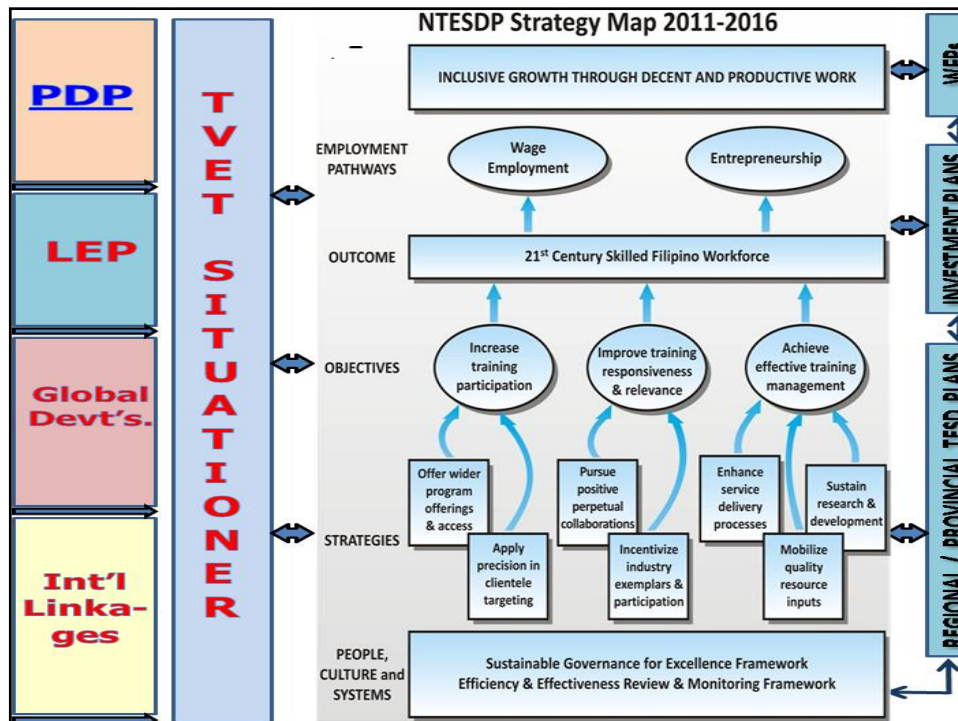 NTESDP Strategy Map 2011-2016
PDP
LEP
Global
Devt's.
Int'l
Linka-
ges
TVET SITUATIONER
INCLUSIVE GROWTH THROUGH DECENT AND PRODUCTIVE WORK
EMPLOYMENT
PATHWAYS
Wage
Employment
Entrepreneurship
OUTCOME
21st Century Skilled Filipino Workforce
OBJECTIVES
Increase
training
participation
Improve training
responsiveness
& relevance
Achieve
effective training
management
STRATEGIES
Offer wider
program
offerings
& access
Apply
precision in
clientele
targeting
Pursue
positive
perpetual
collaborations
Incentivize
industry
exemplars &
participation
Enhance
service
delivery
processes
Mobilize
quality
resource
inputs
Sustain
research &
development
PEOPLE,
CULTURE and
SYSTEMS
Sustainable Governance for Excellence Framework
Efficiency & Effectiveness Review & Monitoring Framework
INVESTMENT PLANS
REGIONAL / PROVINCIAL TESD PLANS